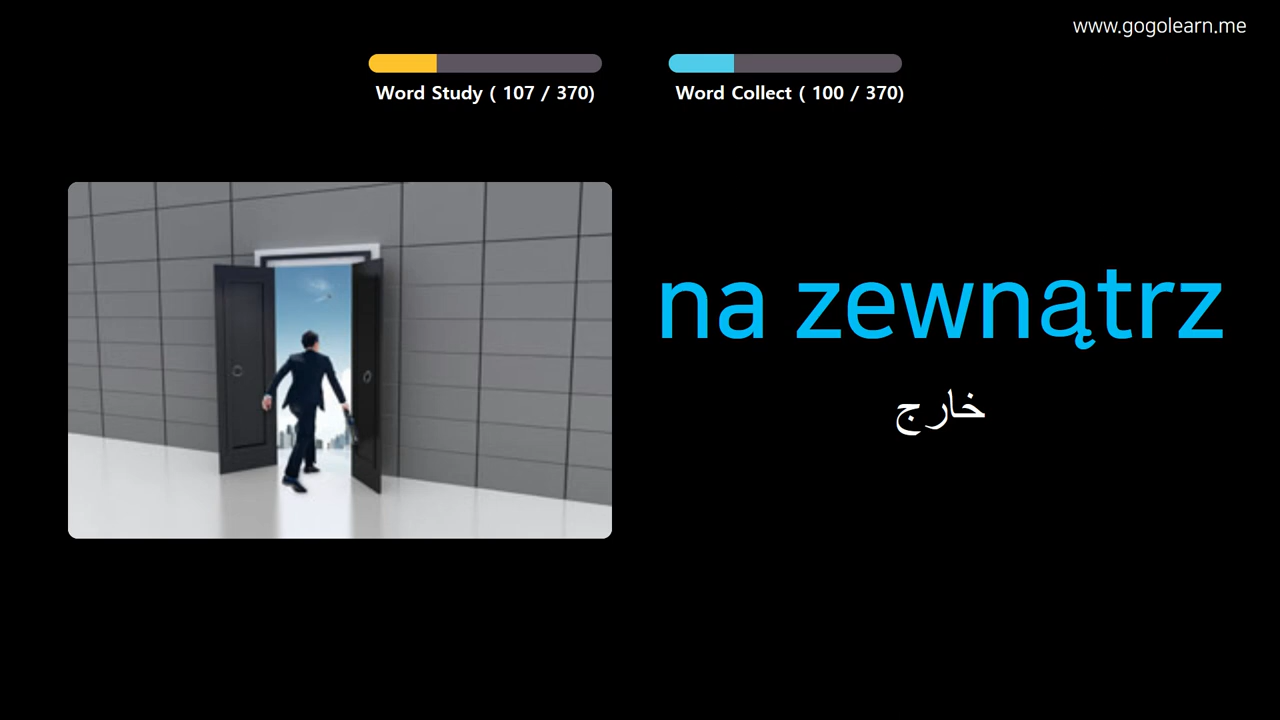 www.gogolearn.me
Word Study ( 107 / 370)
Word Collect ( 100 / 370)
na zewnątrz
خارج